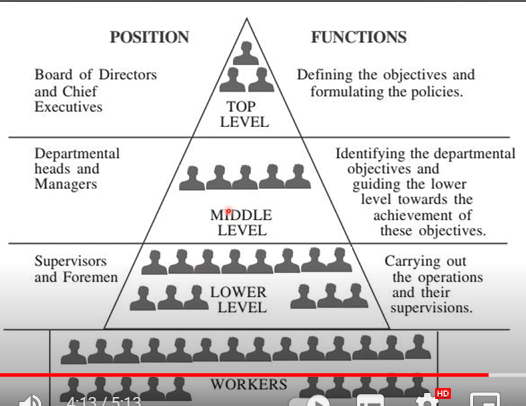 POSITION
FUNCTIONS
Board of Directors
and Chief
Executives
Defining the objectives and
formulating the policies.
TOP
LEVEL
Departmental
heads and
Managers
Identifying the departmental
objectives and
guiding the lower
level towards the
achievement of
these objectives.
MIDDLE
LEVEL
Supervisors
and Foremen
Carrying out
the operations
and their
supervisions.
LOWER
LEVEL
WORKERS
4:13 / 5:13
HD